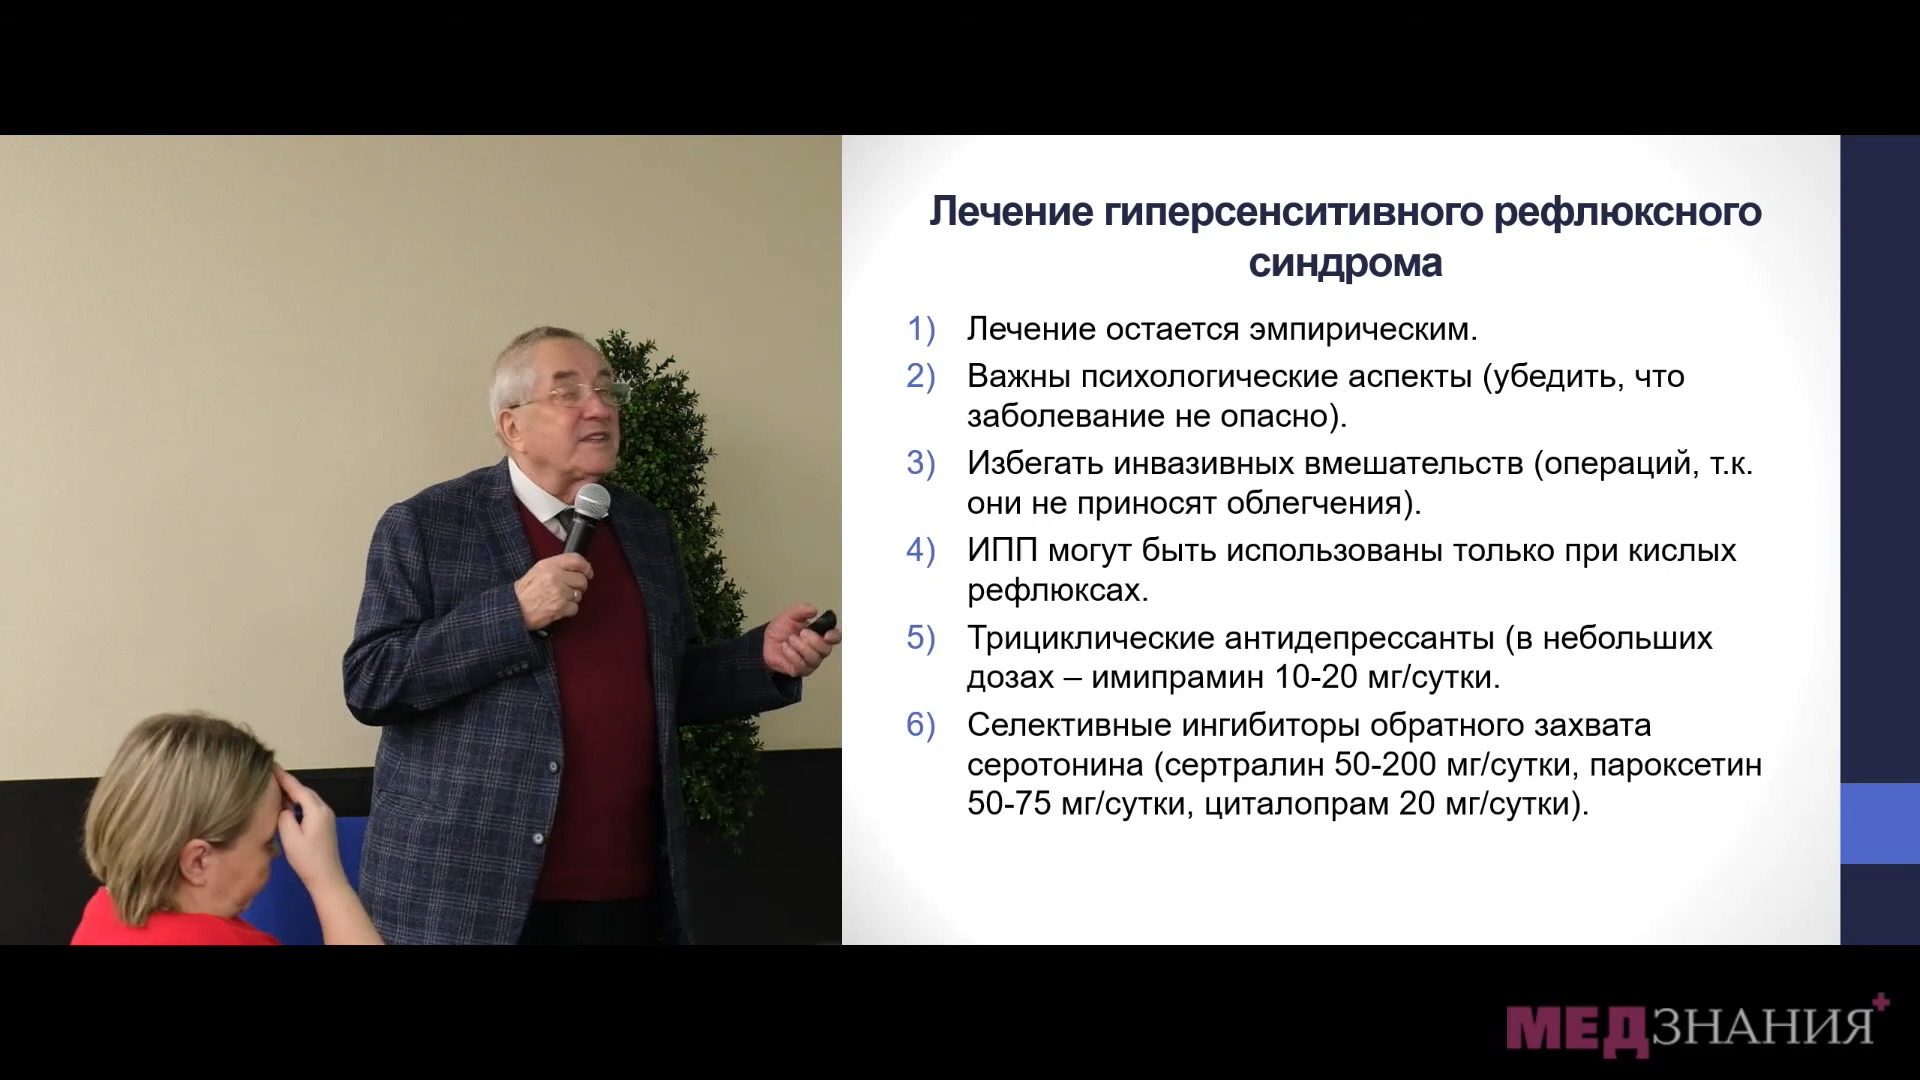 Лечение гиперсенситивного рефлюксного
синдрома
1) Лечение остается эмпирическим.
2) Важны психологические аспекты (убедить, что
заболевание не опасно).
3) Избегать инвазивных вмешательств (операций, т.к.
они не приносят облегчения).
4) ИПП могут быть использованы только при кислых
рефлюксах.
5) Трициклические антидепрессанты (в небольших
дозах – имипрамин 10-20 мг/сутки.
6) Селективные ингибиторы обратного захвата
серотонина (сертралин 50-200 мг/сутки, пароксетин
50-75 мг/сутки, циталопрам 20 мг/сутки).
МЕДЗНАНИЯ+